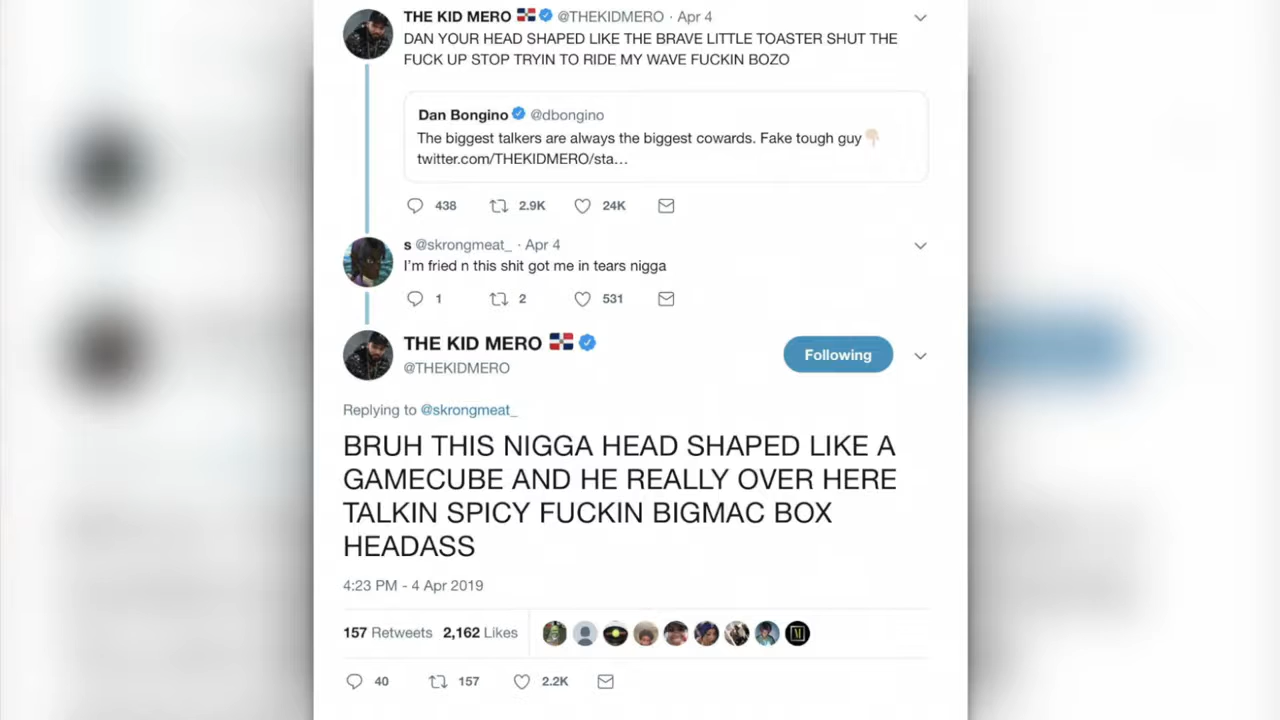 THE KID MERO 🇩🇴 @THEKIDMERO · Apr 4
DAN YOUR HEAD SHAPED LIKE THE BRAVE LITTLE TOASTER SHUT THE
FUCK UP STOP TRYIN TO RIDE MY WAVE FUCKIN BOZO
Dan Bongino @dbongino
The biggest talkers are always the biggest cowards. Fake tough guy👇🏻
twitter.com/THEKIDMERO/sta…
438 2.9K 24K
s @skrongmeat_ · Apr 4
I'm fried n this shit got me in tears nigga
1 2 531
THE KID MERO 🇩🇴
Following
@THEKIDMERO
Replying to @skrongmeat_
BRUH THIS NIGGA HEAD SHAPED LIKE A
GAMECUBE AND HE REALLY OVER HERE
TALKIN SPICY FUCKIN BIGMAC BOX
HEADASS
4:23 PM - 4 Apr 2019
157 Retweets 2,162 Likes
M
40 157 2.2K